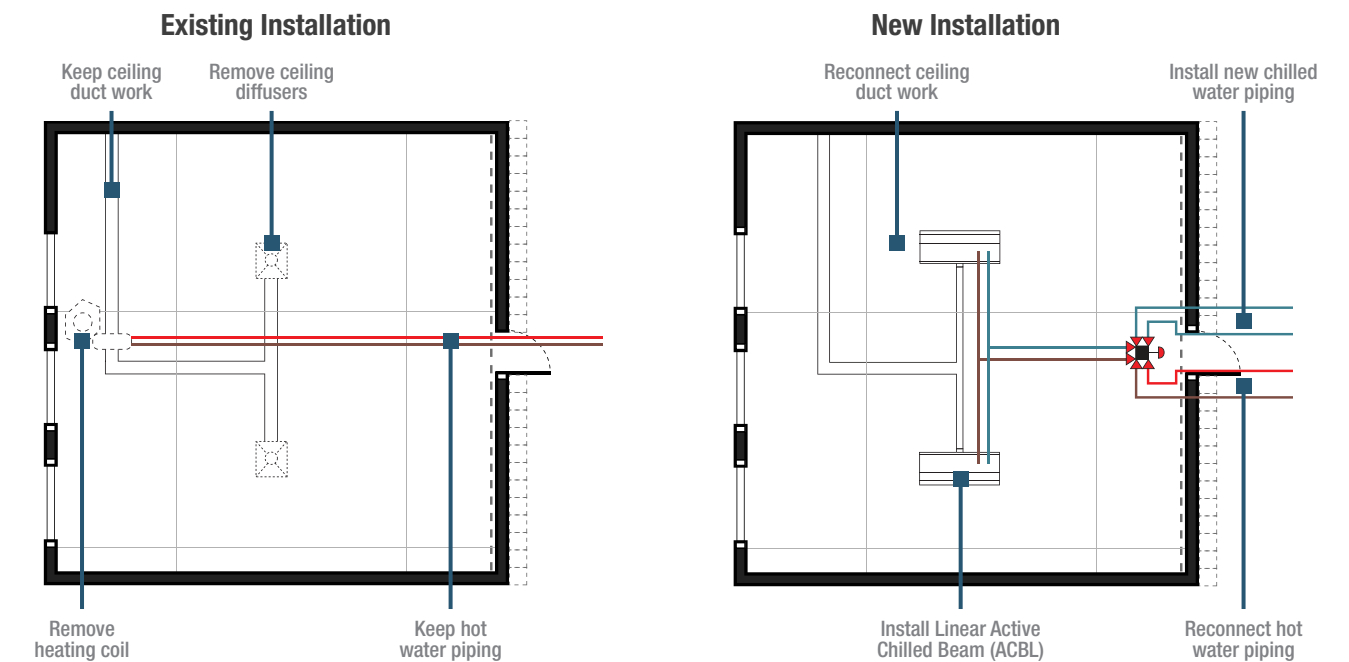 Existing Installation
New Installation
Keep ceiling
duct work
Remove ceiling
diffusers
Reconnect ceiling
duct work
Install new chilled
water piping
Remove
heating coil
Keep hot
water piping
Install Linear Active
Chilled Beam (ACBL)
Reconnect hot
water piping